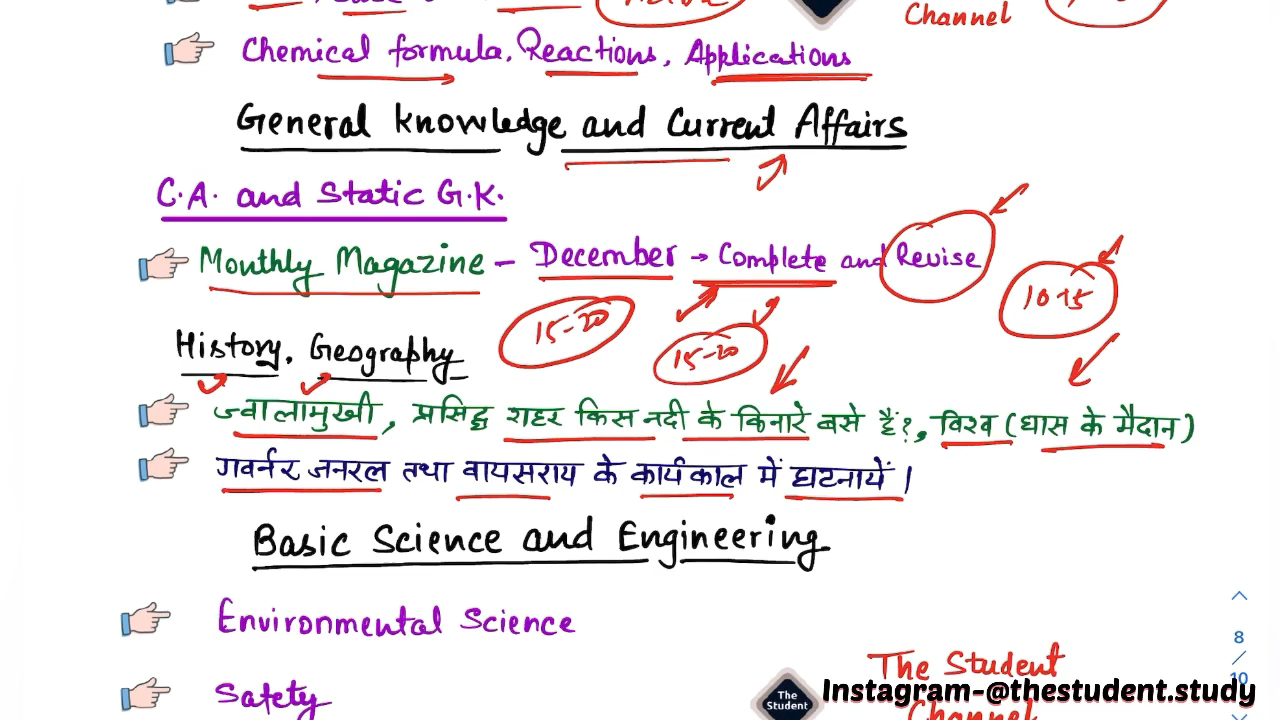 Channel
Chemical formula, Reactions, Applications
General knowledge and Current Affairs
C.A. and Static G.K.
Monthly Magazine - December → Complete and Revise
15-20
15-20
10-15
History, Geography
ज्वालामुखी, प्रसिद्ध शहर किस नदी के किनारे बसे हैं?, विश्व (घास के मैदान)
गवर्नर जनरल तथा वायसराय के कार्यकाल में घटनायें।
Basic Science and Engineering
Environmental Science
Safety
The Student
Channel
The
Student
Instagram-@thestudent.study
8
/
10